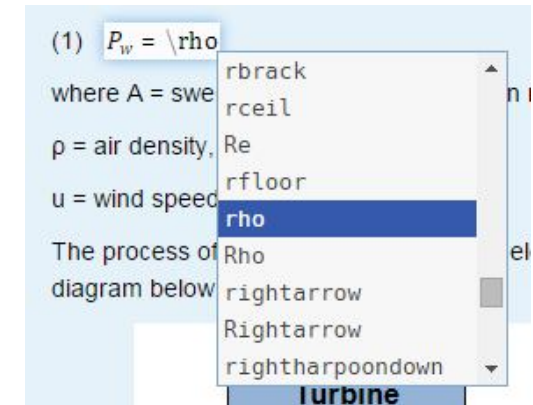 (1) P_w = \rho
rbrack
where A = swe
rceil
ρ = air density,
Re
rfloor
u = wind speed
rho
The process of
Rho
diagram below
rightarrow
Rightarrow
rightharpoondown
Turbine